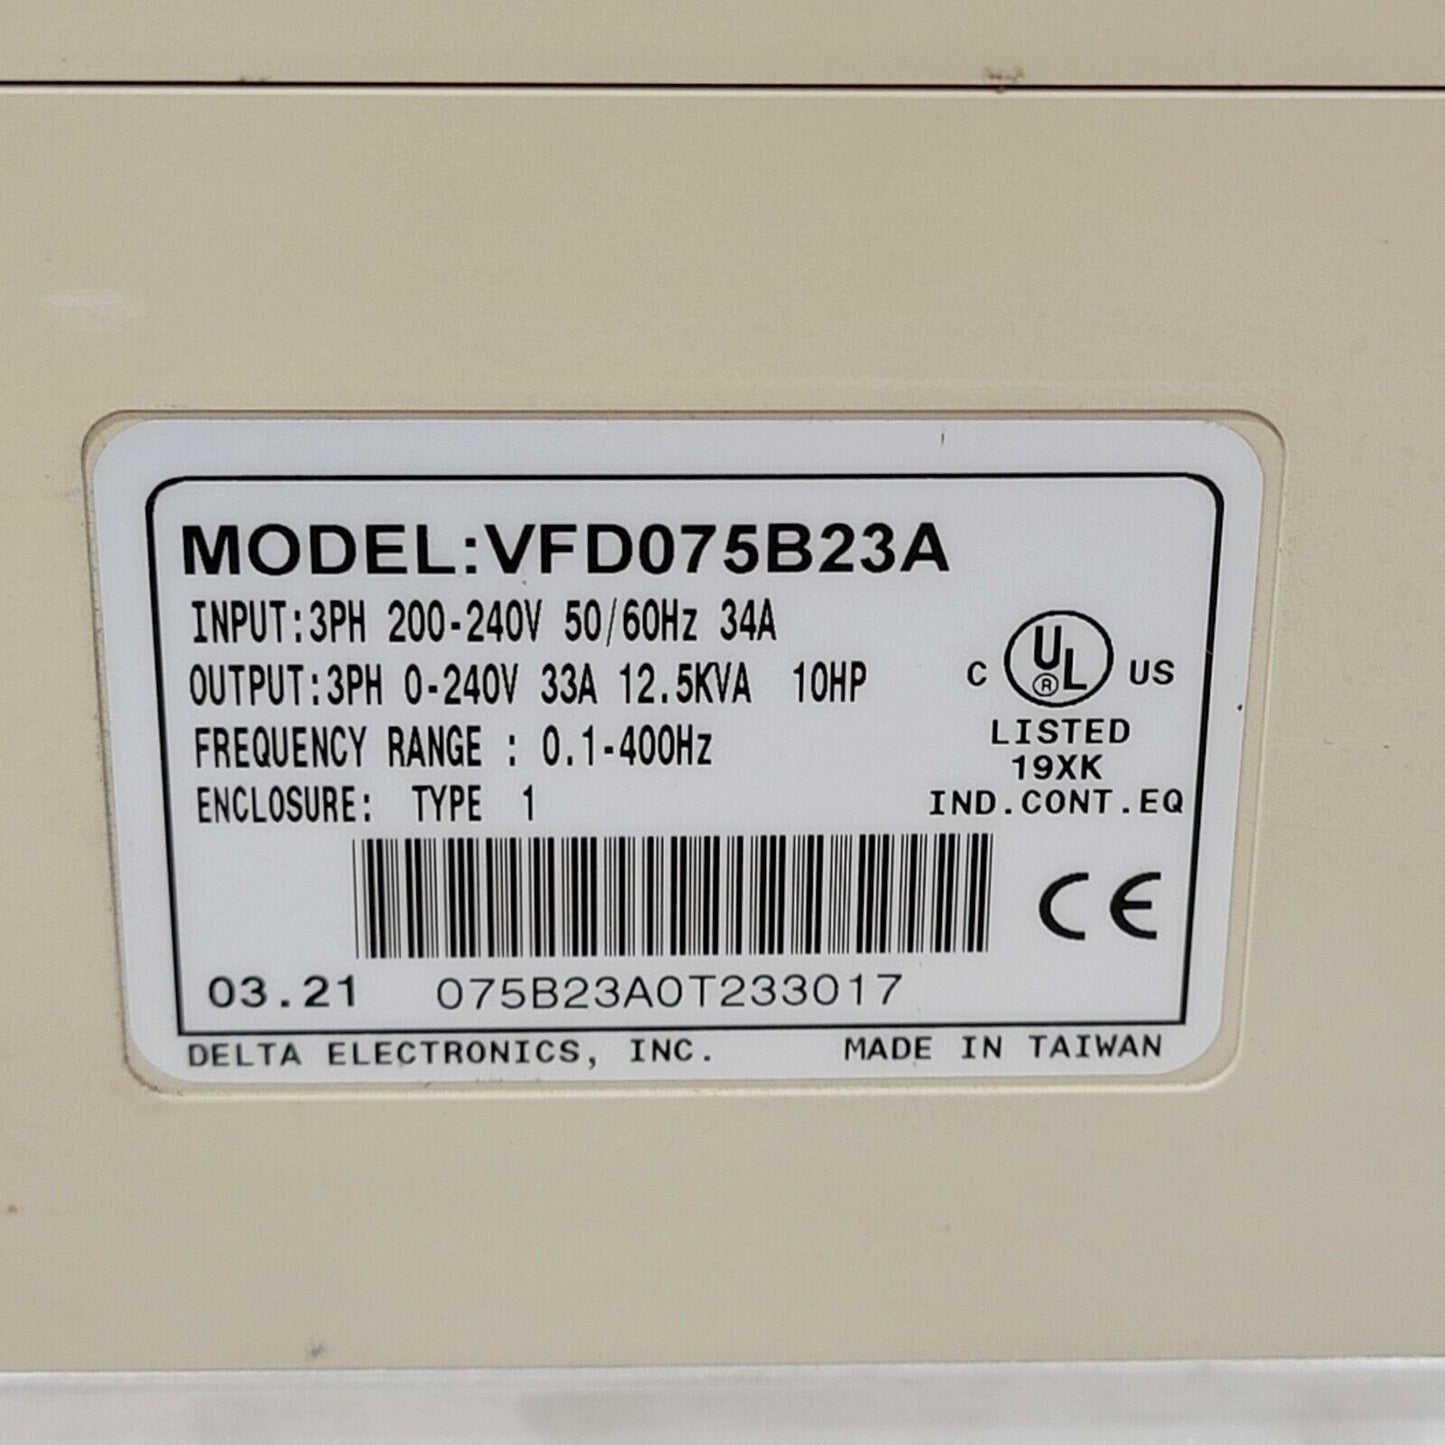 MODEL:VFD075B23A
INPUT:3PH 200-240V 50/60Hz 34A
OUTPUT:3PH 0-240V 33A 12.5KVA 10HP
FREQUENCY RANGE : 0.1-400Hz
ENCLOSURE: TYPE 1
C UL ® US
LISTED
19XK
IND.CONT.EQ
CE
03.21 075B23A0T233017
DELTA ELECTRONICS, INC. MADE IN TAIWAN